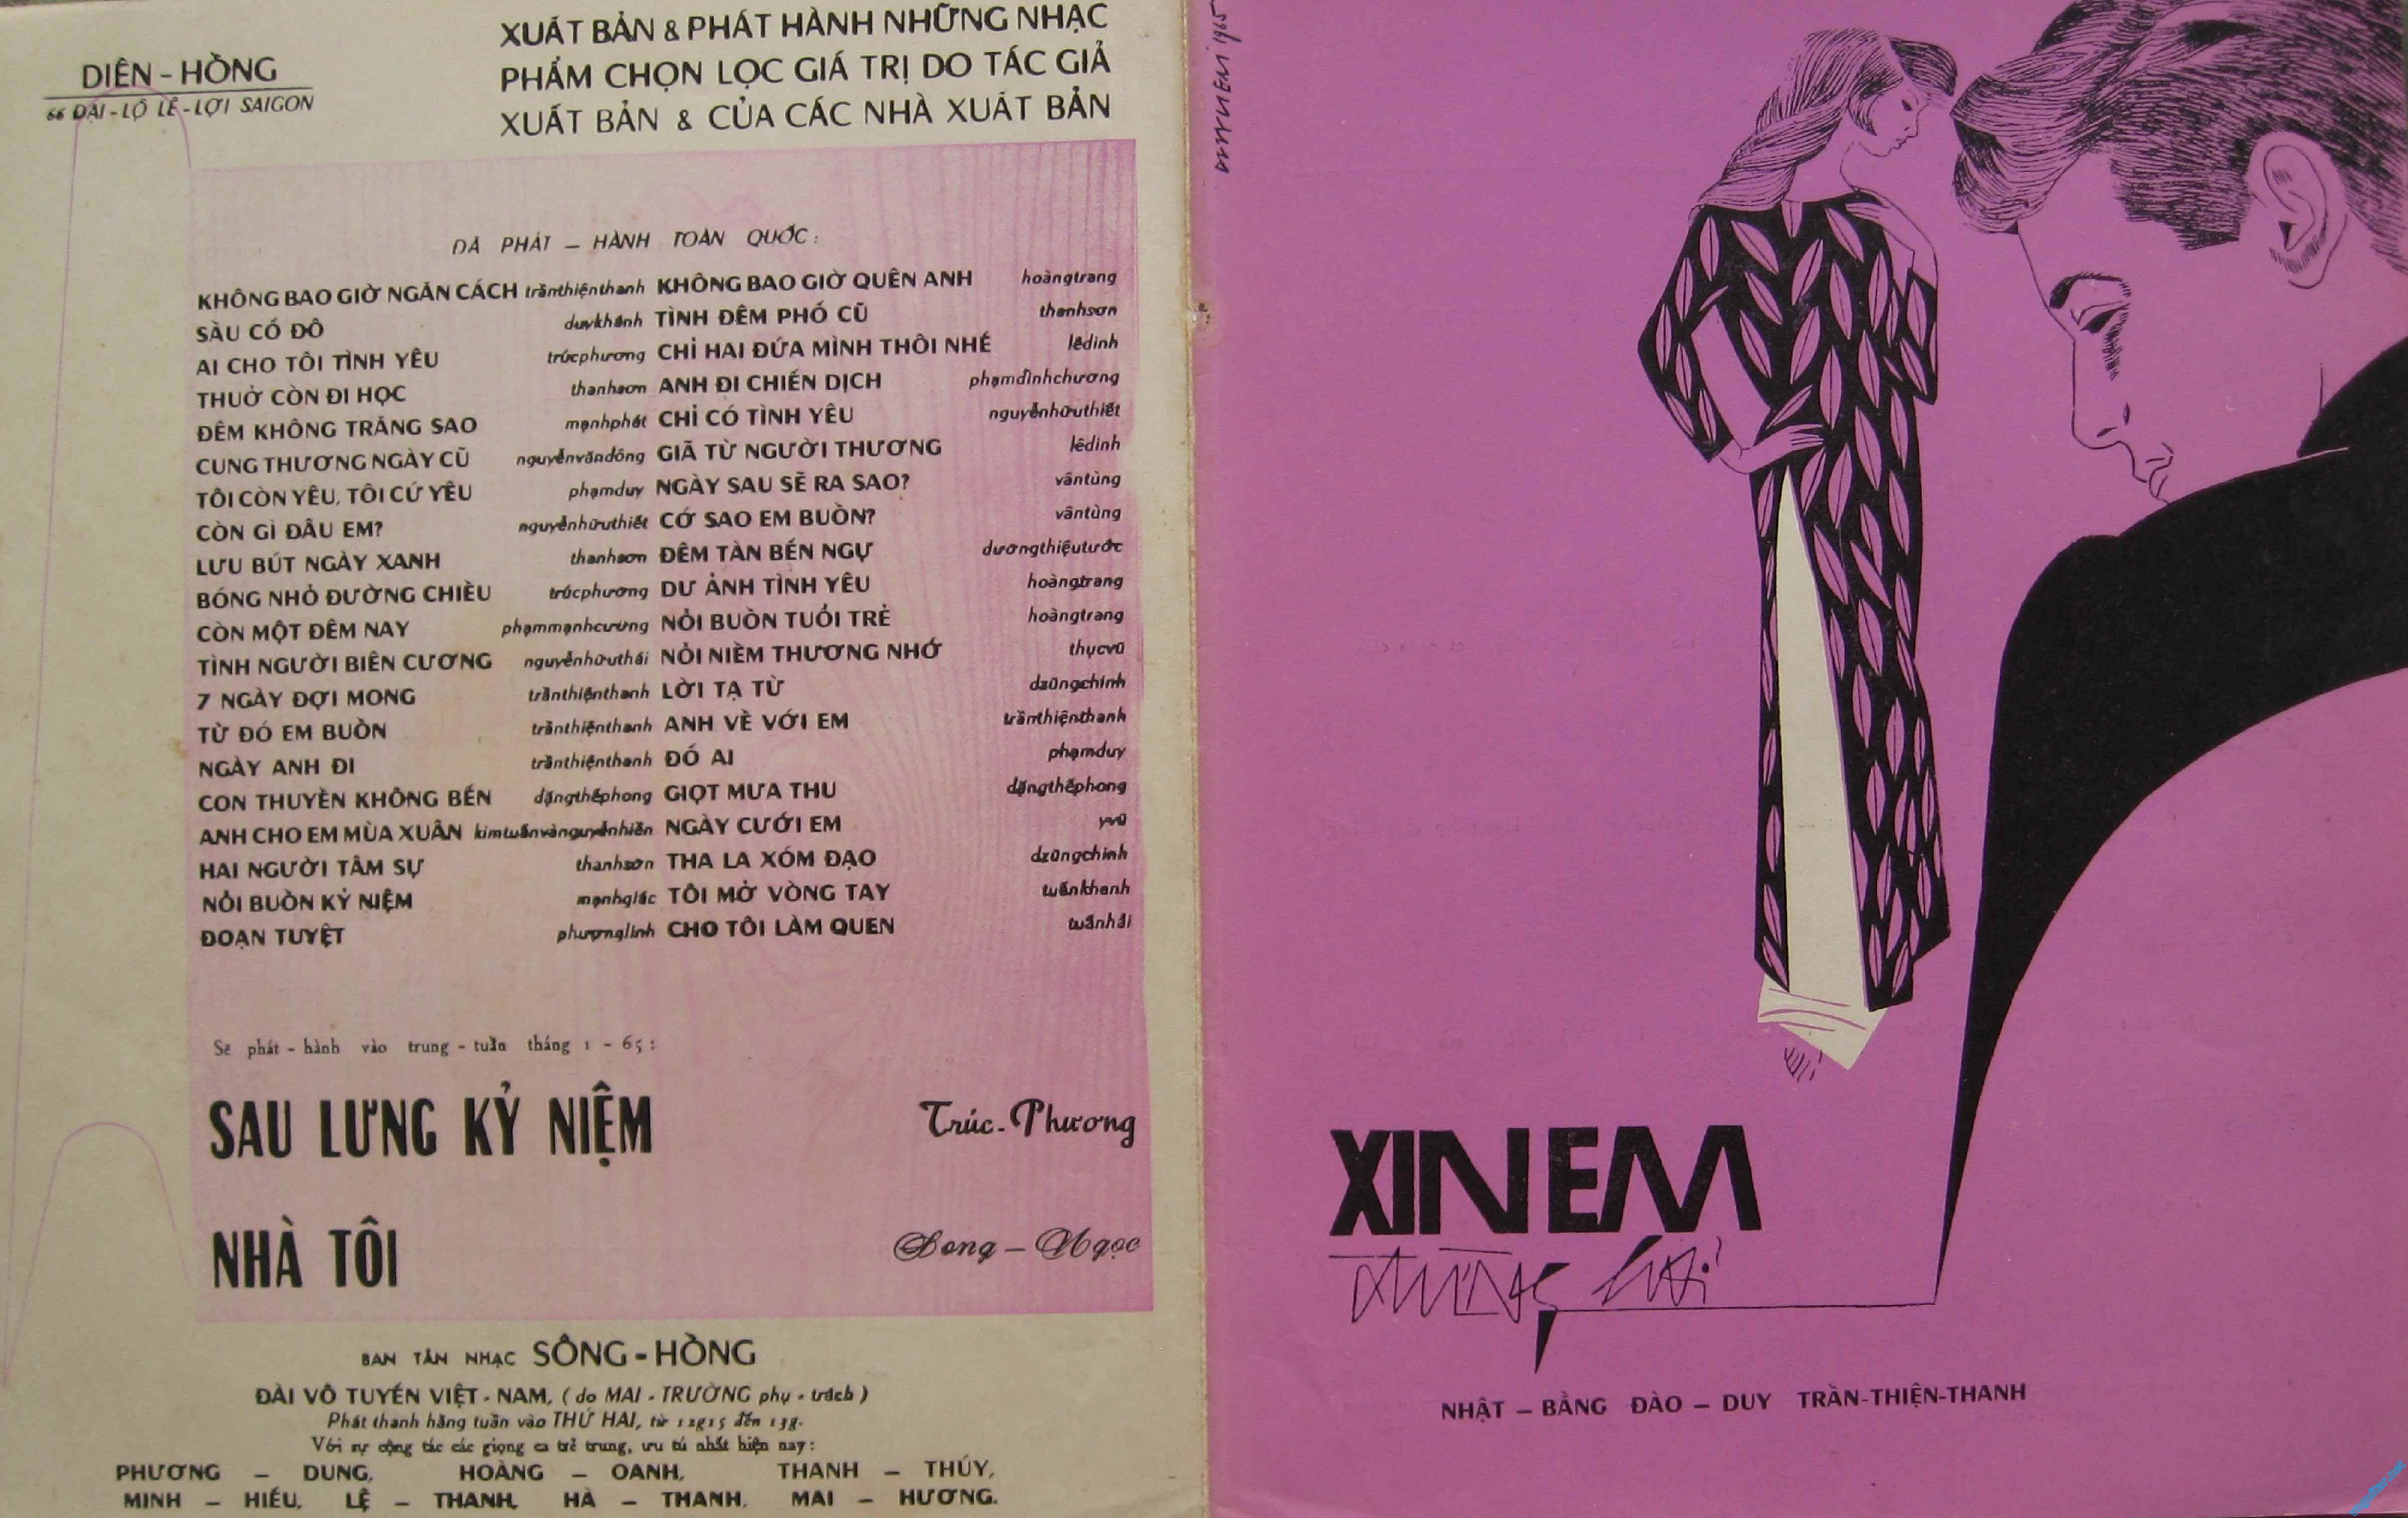 DIÊN - HỒNG
66 ĐẠI - LỘ LÊ - LỢI SAIGON
XUẤT BẢN & PHÁT HÀNH NHỮNG NHẠC
PHẨM CHỌN LỌC GIÁ TRỊ DO TÁC GIẢ
XUẤT BẢN & CỦA CÁC NHÀ XUẤT BẢN
ĐÃ PHÁT - HÀNH TOÀN QUỐC :
KHÔNG BAO GIỜ NGĂN CÁCH trầnthiệnthanh KHÔNG BAO GIỜ QUÊN ANH hoàngtrang
SẦU CỐ ĐÔ duykhánh TÌNH ĐÊM PHỐ CŨ thanhsơn
AI CHO TÔI TÌNH YÊU trúcphương CHỈ HAI ĐỨA MÌNH THÔI NHÉ lêdinh
THUỞ CÒN ĐI HỌC thanhsơn ANH ĐI CHIẾN DỊCH phạmđìnhchương
ĐÊM KHÔNG TRĂNG SAO mạnhphát CHỈ CÓ TÌNH YÊU nguyễnhữuthiết
CUNG THƯƠNG NGÀY CŨ nguyễnvănđông GIÃ TỪ NGƯỜI THƯƠNG lêdinh
TÔI CÒN YÊU, TÔI CỨ YÊU phạmduy NGÀY SAU SẼ RA SAO? vântùng
CÒN GÌ ĐÂU EM? nguyễnhữuthiết CỚ SAO EM BUỒN? vântùng
LƯU BÚT NGÀY XANH thanhsơn ĐÊM TÀN BẾN NGỰ dươngthiệutước
BÓNG NHỎ ĐƯỜNG CHIỀU trúcphương DƯ ẢNH TÌNH YÊU hoàngtrang
CÒN MỘT ĐÊM NAY phạmmạnhcương NỖI BUỒN TUỔI TRẺ hoàngtrang
TÌNH NGƯỜI BIÊN CƯƠNG nguyễnhữuthái NỖI NIỀM THƯƠNG NHỚ thụcvũ
7 NGÀY ĐỢI MONG trầnthiệnthanh LỜI TẠ TỪ dzũngchinh
TỪ ĐÓ EM BUỒN trầnthiệnthanh ANH VỀ VỚI EM trầnthiệnthanh
NGÀY ANH ĐI trầnthiệnthanh ĐỐ AI phạmduy
CON THUYỀN KHÔNG BẾN đặngthếphong GIỌT MƯA THU đặngthếphong
ANH CHO EM MÙA XUÂN kimtuấnvànguyễnhiền NGÀY CƯỚI EM yvũ
HAI NGƯỜI TÂM SỰ thanhsơn THA LA XÓM ĐẠO dzũngchinh
NỖI BUỒN KỶ NIỆM mạnhgiác TÔI MỞ VÒNG TAY tuấnkhanh
ĐOẠN TUYỆT phượnglinh CHO TÔI LÀM QUEN tuấnhải
Sẽ phát - hành vào trung - tuần tháng 1 - 65 :
SAU LƯNG KỶ NIỆM Trúc - Phương
NHÀ TÔI Song - Ngọc
BAN TÂN NHẠC SÔNG - HỒNG
ĐÀI VÔ TUYẾN VIỆT - NAM, ( do MAI - TRƯỜNG phụ - trách )
Phát thanh hằng tuần vào THỨ HAI, từ 12g15 đến 13g.
Với sự cộng tác các giọng ca trẻ trung, ưu tú nhất hiện nay :
PHƯƠNG - DUNG, HOÀNG - OANH, THANH - THÚY,
MINH - HIẾU, LỆ - THANH, HÀ - THANH, MAI - HƯƠNG.
1965
XIN EM
ĐỪNG HỎI
NHẬT - BẰNG ĐÀO - DUY TRẦN-THIỆN-THANH